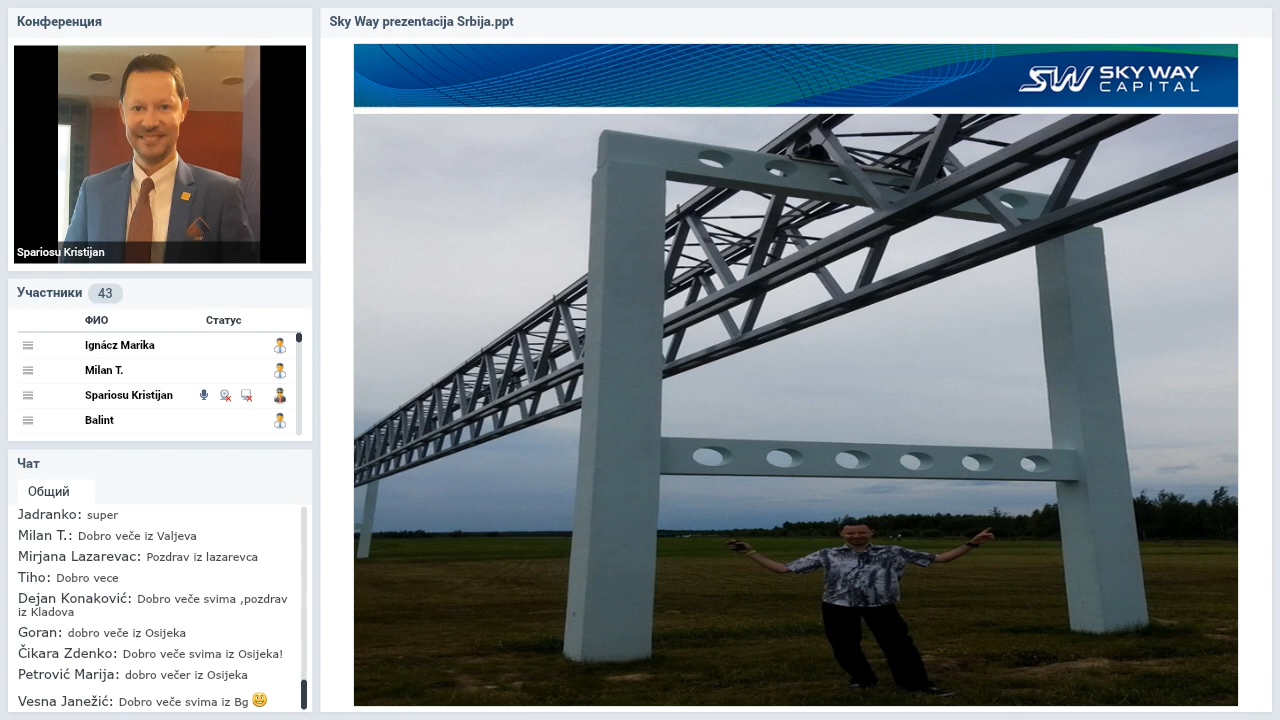 Конференция
Spariosu Kristijan
Участники 43
ФИО Статус
Ignácz Marika
Milan T.
Spariosu Kristijan
Balint
Чат
Общий
Jadranko: super
Milan T.: Dobro veče iz Valjeva
Mirjana Lazarevac: Pozdrav iz lazarevca
Tiho: Dobro vece
Dejan Konaković: Dobro veče svima ,pozdrav
iz Kladova
Goran: dobro veče iz Osijeka
Čikara Zdenko: Dobro veče svima iz Osijeka!
Petrović Marija: dobro večer iz Osijeka
Vesna Janežić: Dobro veče svima iz Bg
Sky Way prezentacija Srbija.ppt
SW SKY WAY
CAPITAL